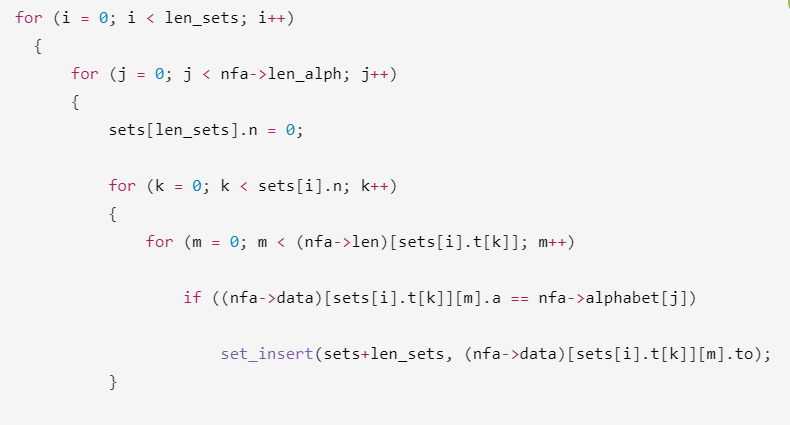 for (i = 0; i < len_sets; i++)
{
for (j = 0; j < nfa->len_alph; j++)
{
sets[len_sets].n = 0;
for (k = 0; k < sets[i].n; k++)
{
for (m = 0; m < (nfa->len)[sets[i].t[k]]; m++)
if ((nfa->data)[sets[i].t[k]][m].a == nfa->alphabet[j])
set_insert(sets+len_sets, (nfa->data)[sets[i].t[k]][m].to);
}